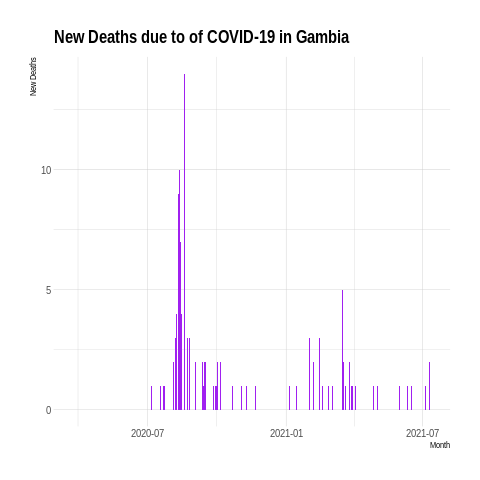 New Deaths due to of COVID-19 in Gambia
New Deaths
10
5
0
2020-07
2021-01
2021-07
Month